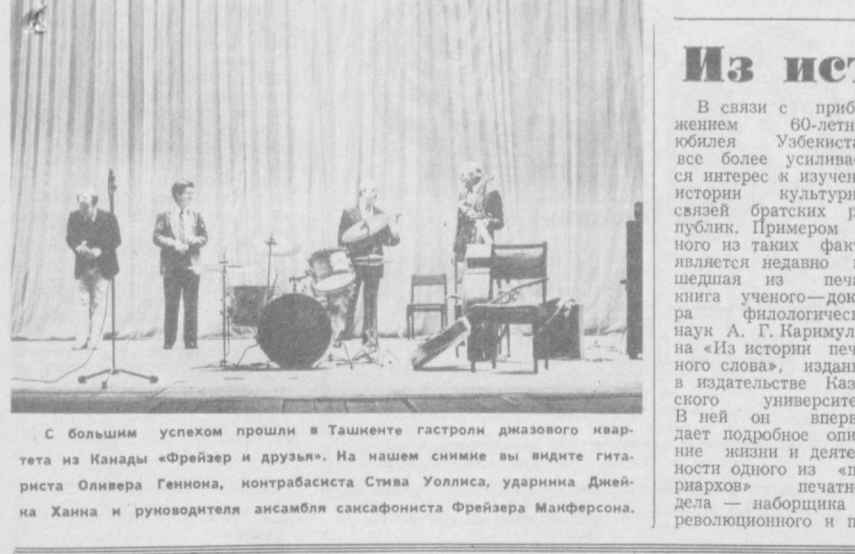 С большим успехом прошли в Ташкенте гастроли джазового квар-
тета из Канады «Фрейзер и друзья». На нашем снимке вы видите гита-
риста Оливера Геннона, контрабасиста Стива Уоллиса, ударника Джей-
ка Ханна и руководителя ансамбля саксафониста Фрейзера Макферсона.
Из ист
В связи с приб
жением 60-летн
юбилея Узбекиста
все более усилива
ся интерес к изучен
истории культурн
связей братских р
публик. Примером
ного из таких факт
является недавно
шедшая из печа
книга ученого—док
ра филологическ
наук А. Г. Каримул
на «Из истории печ
ного слова», издан
в издательстве Каз
ского университе
В ней он вперв
дает подробное опи
ние жизни и деяте
ности одного из «п
риархов» печатно
дела — наборщика
революционного и п